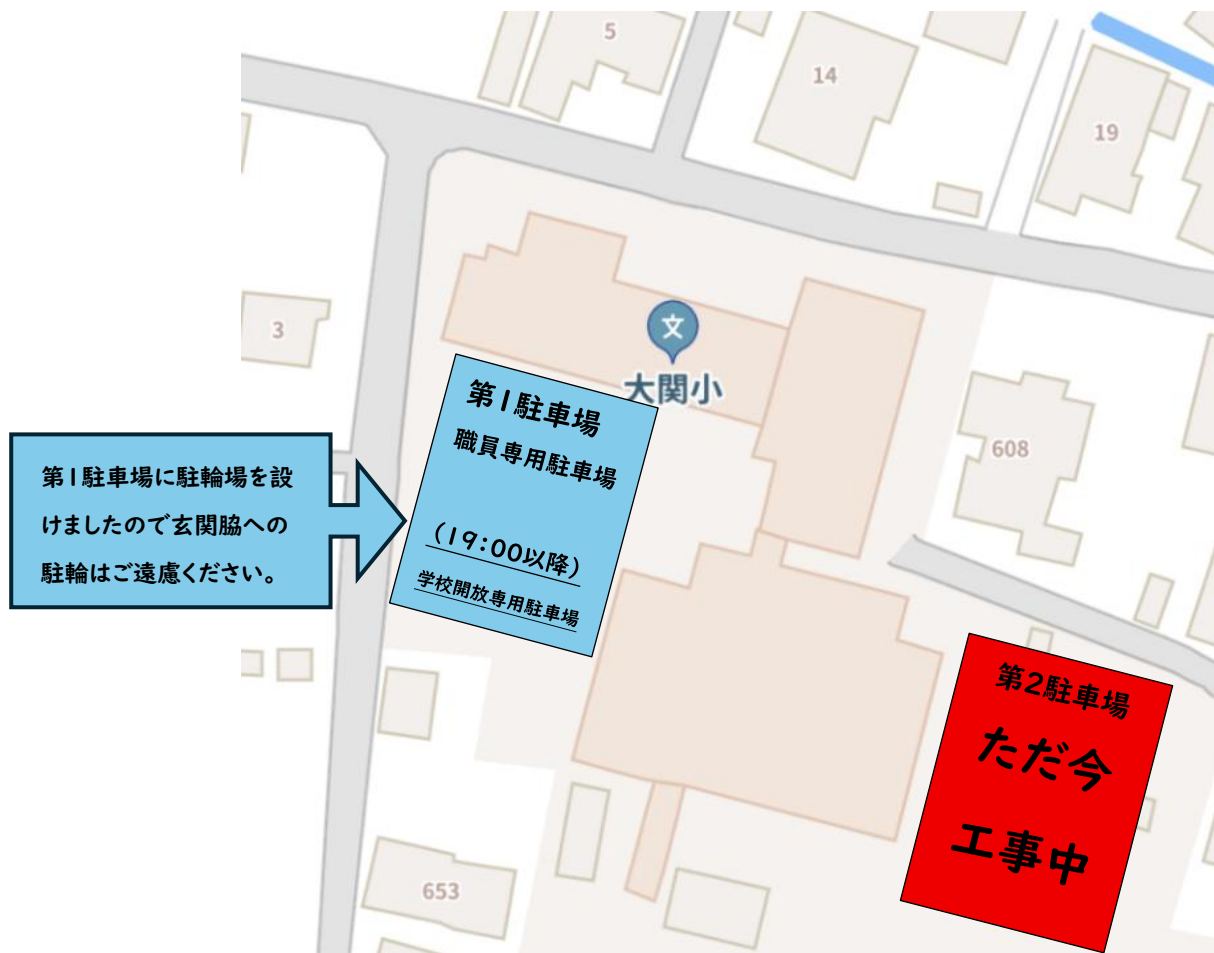 5
14
19
3
文
大関小
第1駐車場
職員専用駐車場
(19:00以降)
学校開放専用駐車場
第1駐車場に駐輪場を設
けましたので玄関脇への
駐輪はご遠慮ください。
608
第2駐車場
ただ今
工事中
653